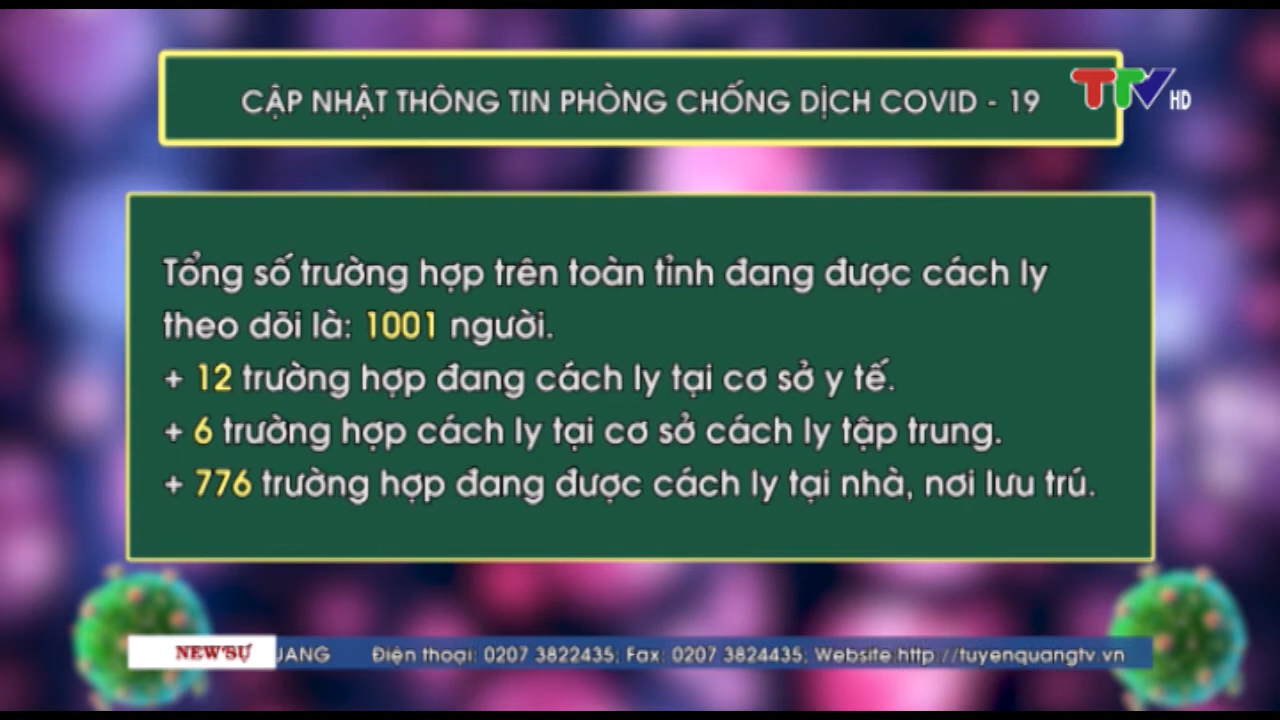 CẬP NHẬT THÔNG TIN PHÒNG CHỐNG DỊCH COVID - 19
TTV HD
Tổng số trường hợp trên toàn tỉnh đang được cách ly
theo dõi là: 1001 người.
+ 12 trường hợp đang cách ly tại cơ sở y tế.
+ 6 trường hợp cách ly tại cơ sở cách ly tập trung.
+ 776 trường hợp đang được cách ly tại nhà, nơi lưu trú.
UANG Điện thoại: 0207 3822435; Fax: 0207 3824435; Website http://tuyenquangtv.vn